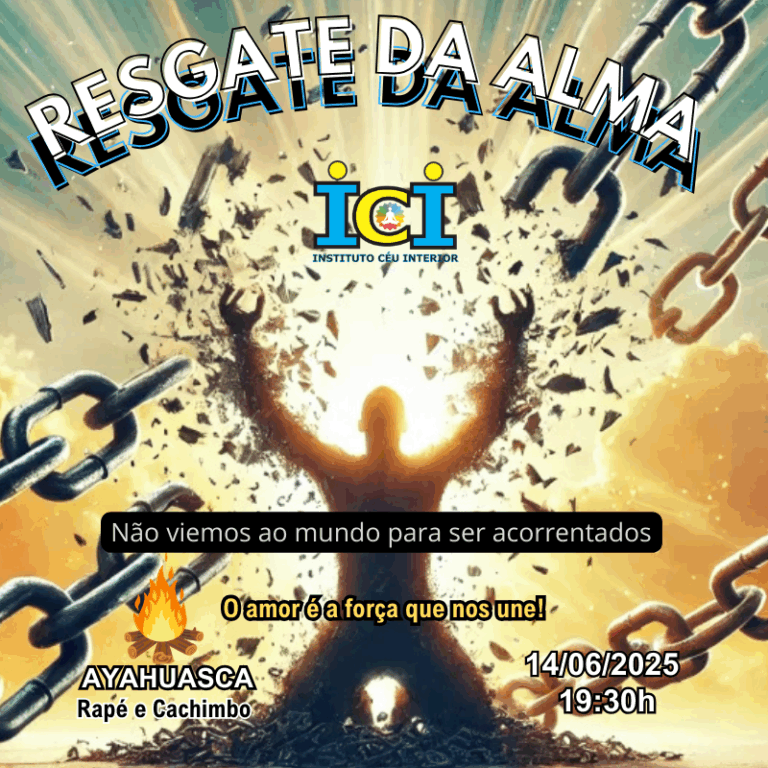 RESGATE DA ALMA
ici
INSTITUTO CÉU INTERIOR
Não viemos ao mundo para ser acorrentados
O amor é a força que nos une!
AYAHUASCA
Rapé e Cachimbo
14/06/2025
19:30h